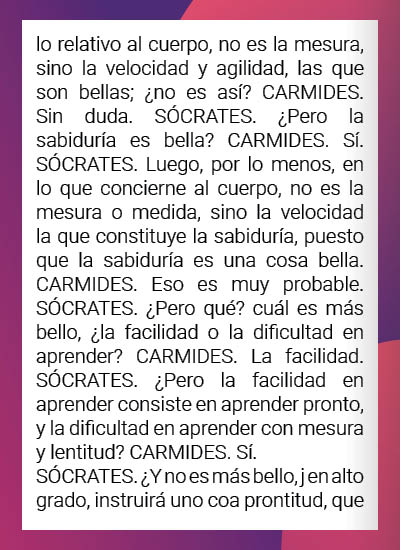 lo relativo al cuerpo, no es la mesura,
sino la velocidad y agilidad, las que
son bellas; ¿no es así? CARMIDES.
Sin duda. SÓCRATES. ¿Pero la
sabiduría es bella? CARMIDES. Sí.
SÓCRATES. Luego, por lo menos, en
lo que concierne al cuerpo, no es la
mesura o medida, sino la velocidad
la que constituye la sabiduría, puesto
que la sabiduría es una cosa bella.
CARMIDES. Eso es muy probable.
SÓCRATES. ¿Pero qué? cuál es más
bello, ¿la facilidad o la dificultad en
aprender? CARMIDES. La facilidad.
SÓCRATES. ¿Pero la facilidad en
aprender consiste en aprender pronto,
y la dificultad en aprender con mesura
y lentitud? CARMIDES. Sí.
SÓCRATES. ¿Y no es más bello, j en alto
grado, instruirá uno coa prontitud, que